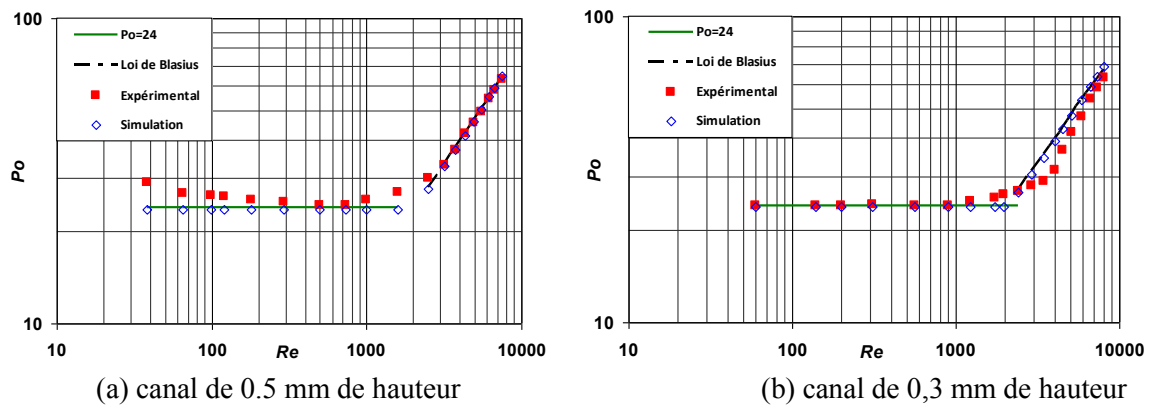 100
Po=24
Loi de Blasius
Expérimental
Simulation
Po
10
10
100
Re
1000
10000
(a) canal de 0.5 mm de hauteur
100
Po=24
Loi de Blasius
Expérimental
Simulation
Po
10
10
100
Re
1000
10000
(b) canal de 0,3 mm de hauteur